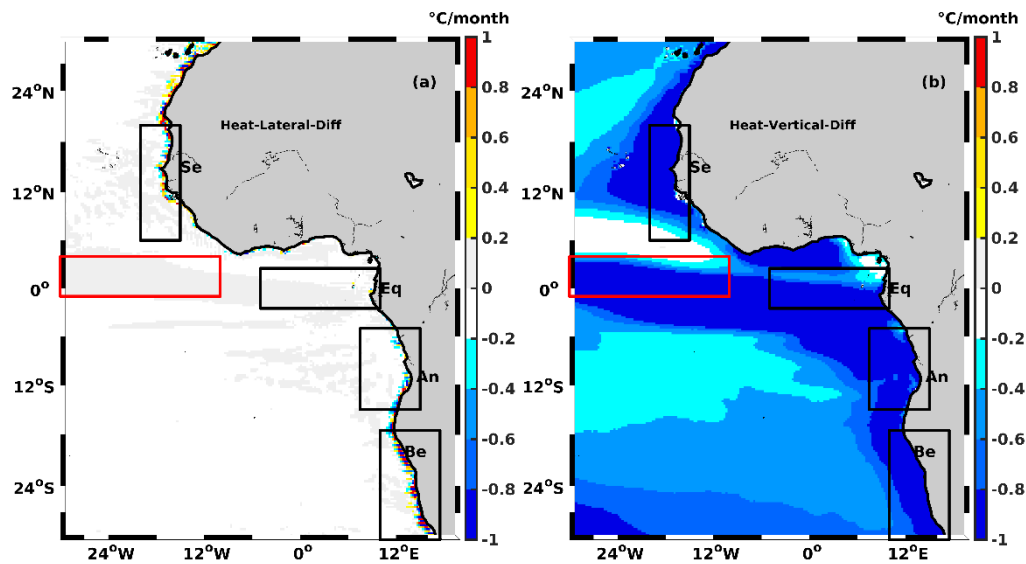 °C/month
(a)
Heat-Lateral-Diff
Se
Eq
An
Be
24°N
12°N
0°
12°S
24°S
24°W
12°W
0°
12°E
1
0.8
0.6
0.4
0.2
0
-0.2
-0.4
-0.6
-0.8
-1
°C/month
(b)
Heat-Vertical-Diff
Se
Eq
An
Be
24°N
12°N
0°
12°S
24°S
24°W
12°W
0°
12°E
1
0.8
0.6
0.4
0.2
0
-0.2
-0.4
-0.6
-0.8
-1